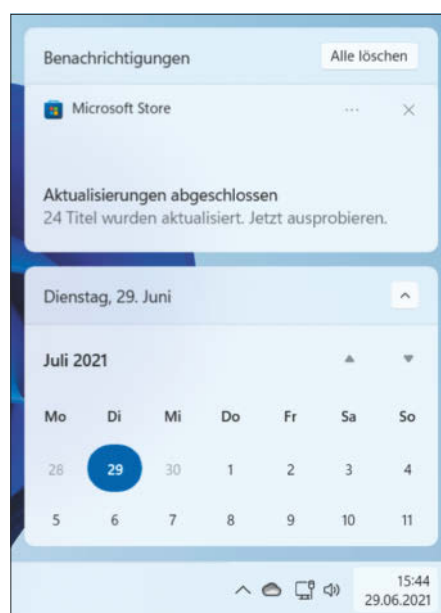 Benachrichtigungen Alle löschen
Microsoft Store
Aktualisierungen abgeschlossen
24 Titel wurden aktualisiert. Jetzt ausprobieren.
Dienstag, 29. Juni
Juli 2021
Mo Di Mi Do Fr Sa So
28 29 30 1 2 3 4
5 6 7 8 9 10 11
15:44
29.06.2021